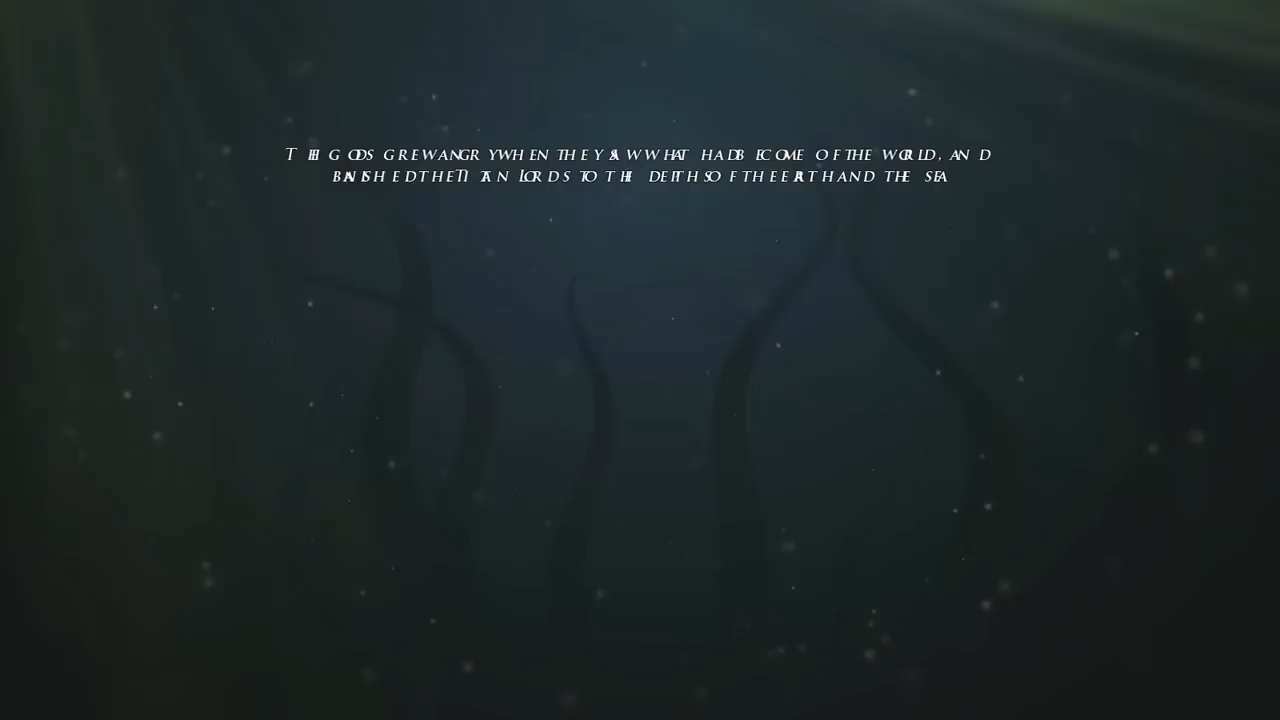 THE GODS GREW ANGRY WHEN THEY SAW WHAT HAD BECOME OF THE WORLD, AND
BANISHED THE TITAN LORDS TO THE DEPTHS OF THE EARTH AND THE SEA